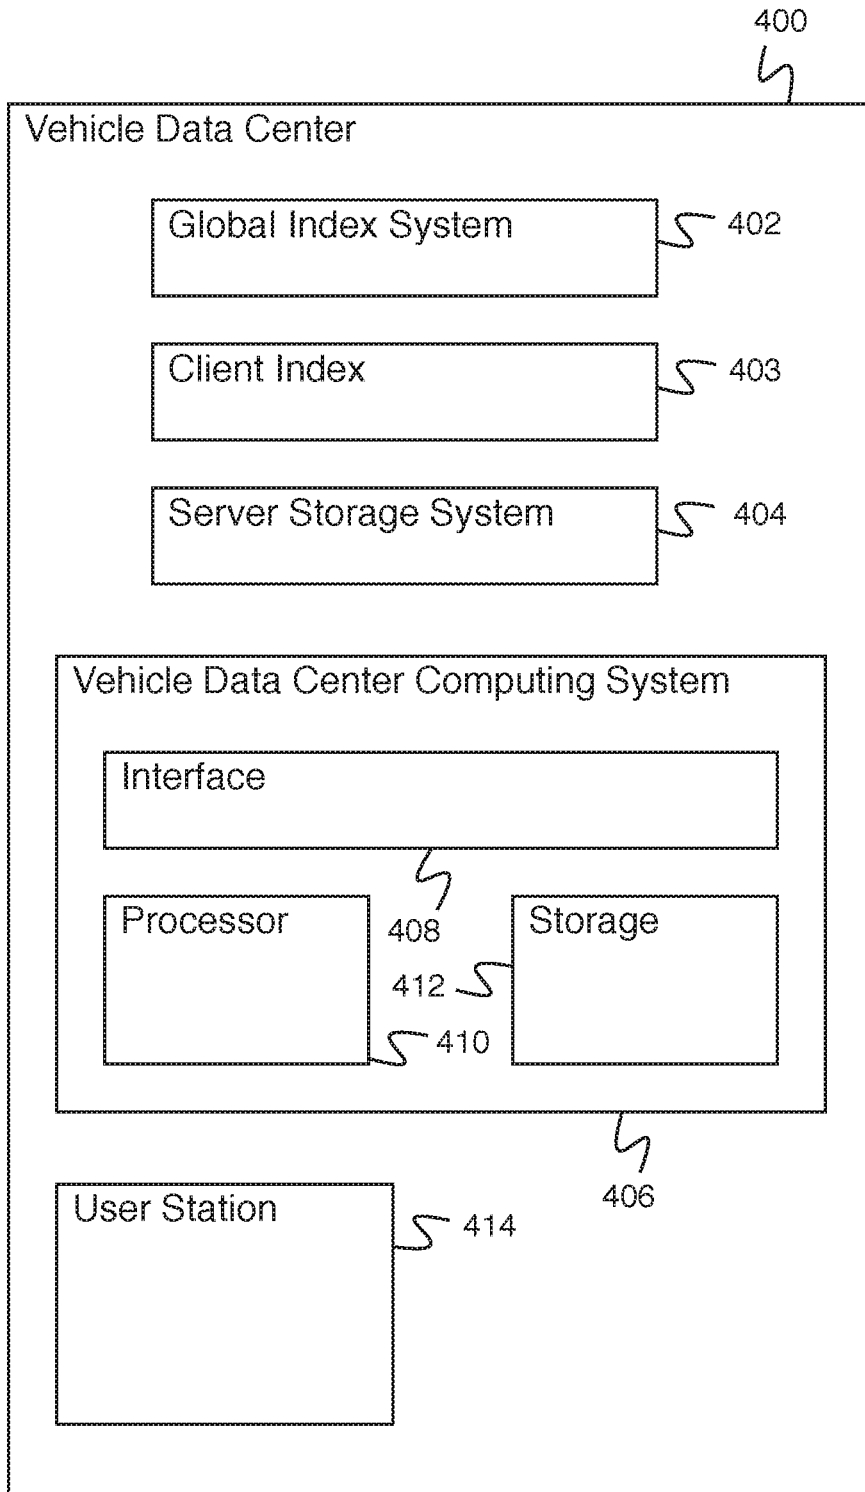 400
Vehicle Data Center
Global Index System
402
Client Index
403
Server Storage System
404
Vehicle Data Center Computing System
Interface
408
Processor
Storage
412
410
406
User Station
414